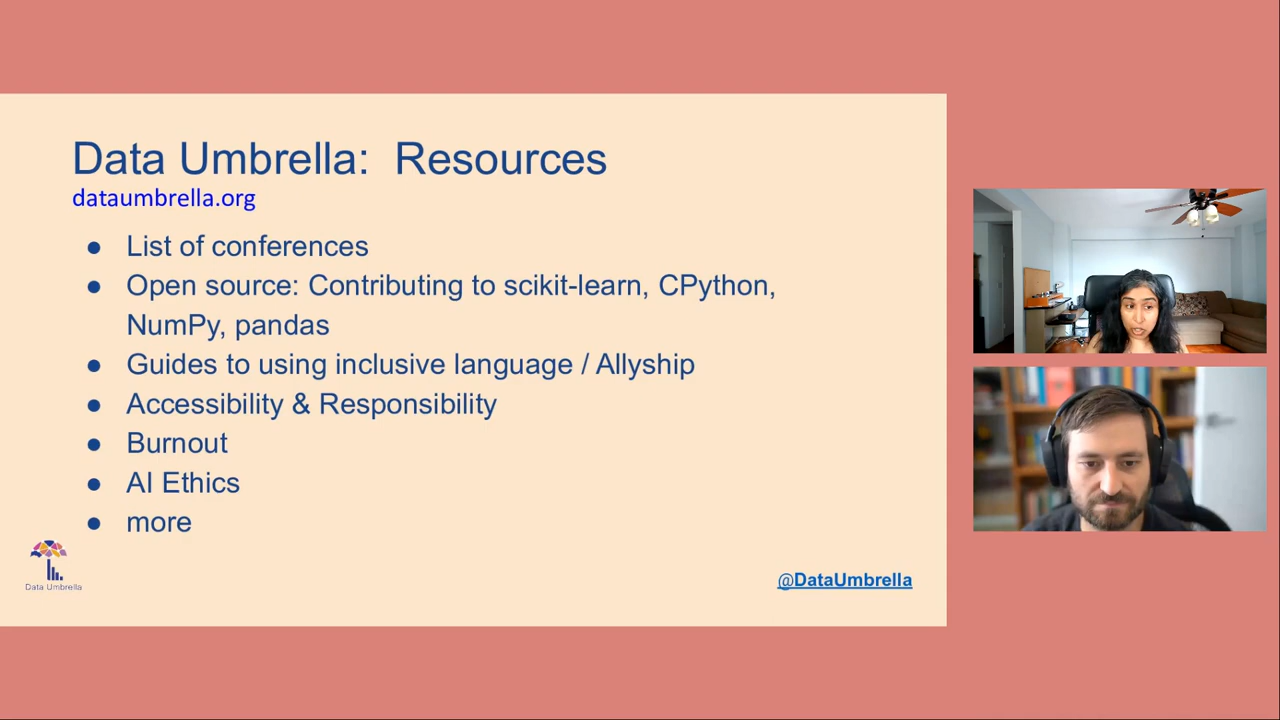 Data Umbrella:  Resources
dataumbrella.org
● List of conferences
● Open source: Contributing to scikit-learn, CPython,
NumPy, pandas
● Guides to using inclusive language / Allyship
● Accessibility & Responsibility
● Burnout
● AI Ethics
● more
Data Umbrella
@DataUmbrella